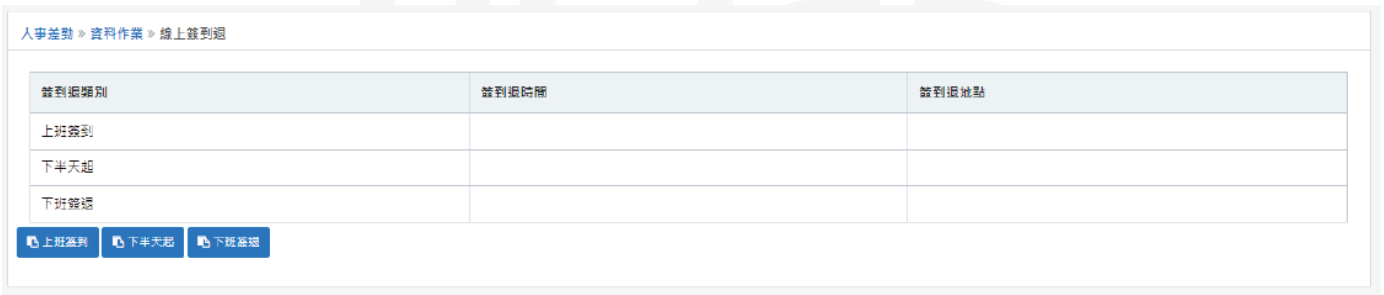 人事差勤 » 資料作業 » 線上簽到退
簽到退類別 簽到退時間 簽到退地點
上班簽到
下半天起
下班簽退
上班簽到 下半天起 下班簽退